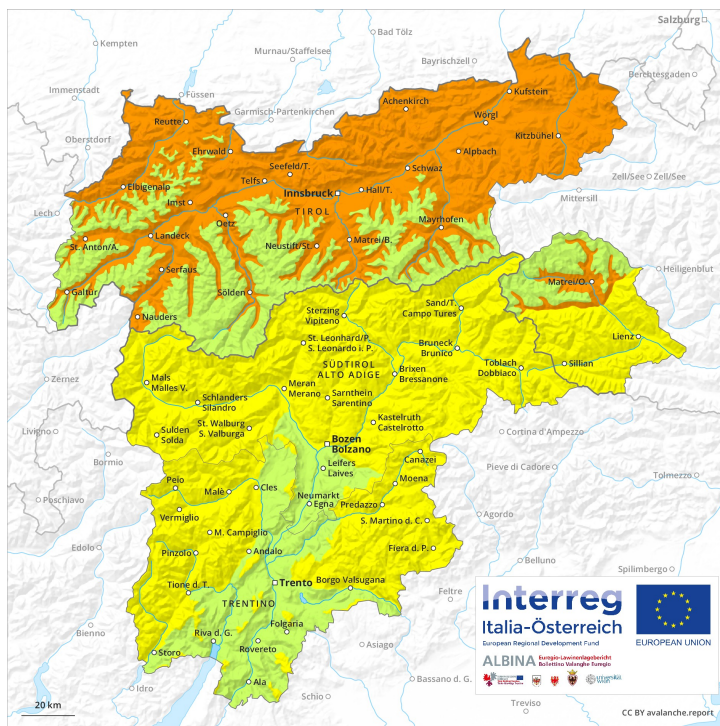 Salzburg
Bad Tölz
Kempten
Murnau/Staffelsee
Bayrischzell
Berchtesgaden
Immenstadt
Füssen
Kufstein
Achenkirch
Garmisch-Partenkirchen
Wörgl
Reutte
Kitzbühel
Oberstdorf
Ehrwald
Alpbach
Seefeld/T.
Schwaz
Zell/See
Zell/See
Telfs
Elbigenalp
Innsbruck
Hall/T.
Mittersill
Imst
Lech
TIROL
Oetz
Mayrhofen
Landeck
St. Anton/A.
Neustift/St.
Matrei/B.
Serfaus
Heiligenblut
Matrei/O.
Galtür
Sölden
Nauders
Sand/T.
Campo Tures
Sterzing
Vipiteno
Lienz
St. Leonhard/P.
S. Leonardo i. P.
Bruneck
Brunico
SÜDTIROL
ALTO ADIGE
Toblach
Dobbiaco
Sillian
Brixen
Bressanone
Zernez
Mals
Malles V.
Meran
Merano
Schlanders
Silandro
Sarnthein
Sarentino
Kastelruth
Castelrotto
St. Walburg
S. Valburga
Livigno
Sulden
Solda
Cortina d'Ampezzo
Bozen
Bolzano
Bormio
Canazei
Leifers
Laives
Pieve di Cadore
Tolmezzo
Poschiavo
Peio
Malè
Cles
Moena
Neumarkt
Egna
Predazzo
Vermiglio
Agordo
S. Martino d. C.
M. Campiglio
Edolo
Pinzolo
Andalo
Fiera d. P.
Belluno
Spilimbergo
Trento
Borgo Valsugana
Tione d. T.
Feltre
TRENTINO
Bienno
Folgaria
Riva d. G.
Rovereto
Asiago
Storo
Bassano d. G.
Idro
Ala
Schio
Treviso
20 km
Interreg
Italia-Österreich
European Regional Development Fund
EUROPEAN UNION
ALBINA
Euregio-Lawinenlagebericht
Bollettino Valanghe Euregio
universität
wien
CC BY avalanche.report